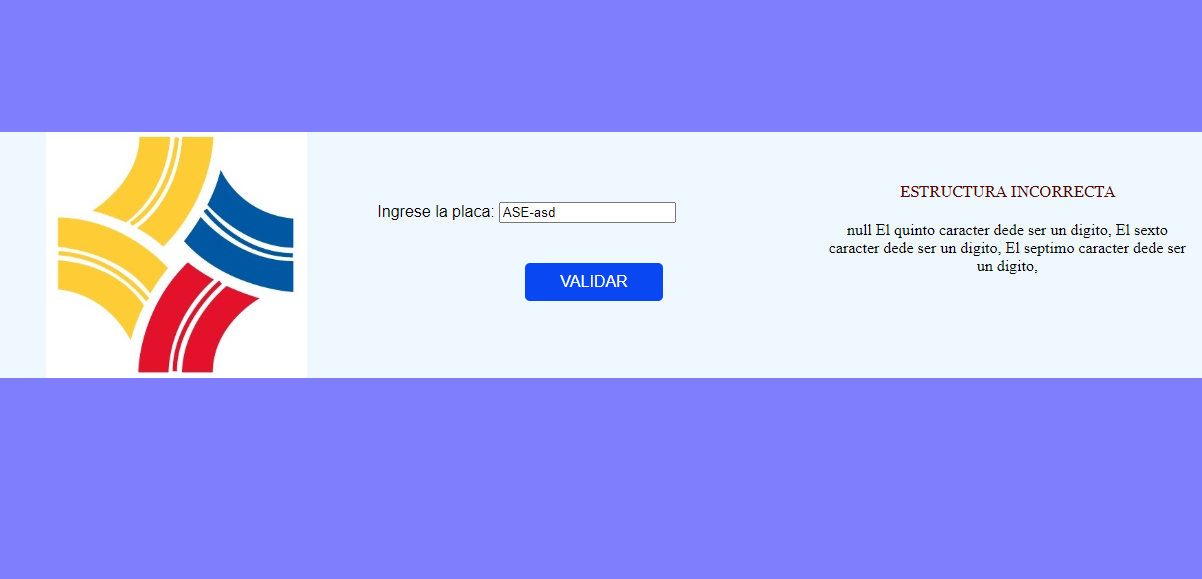 Ingrese la placa: ASE-asd
VALIDAR
ESTRUCTURA INCORRECTA
null El quinto caracter dede ser un digito, El sexto
caracter dede ser un digito, El septimo caracter dede ser
un digito,